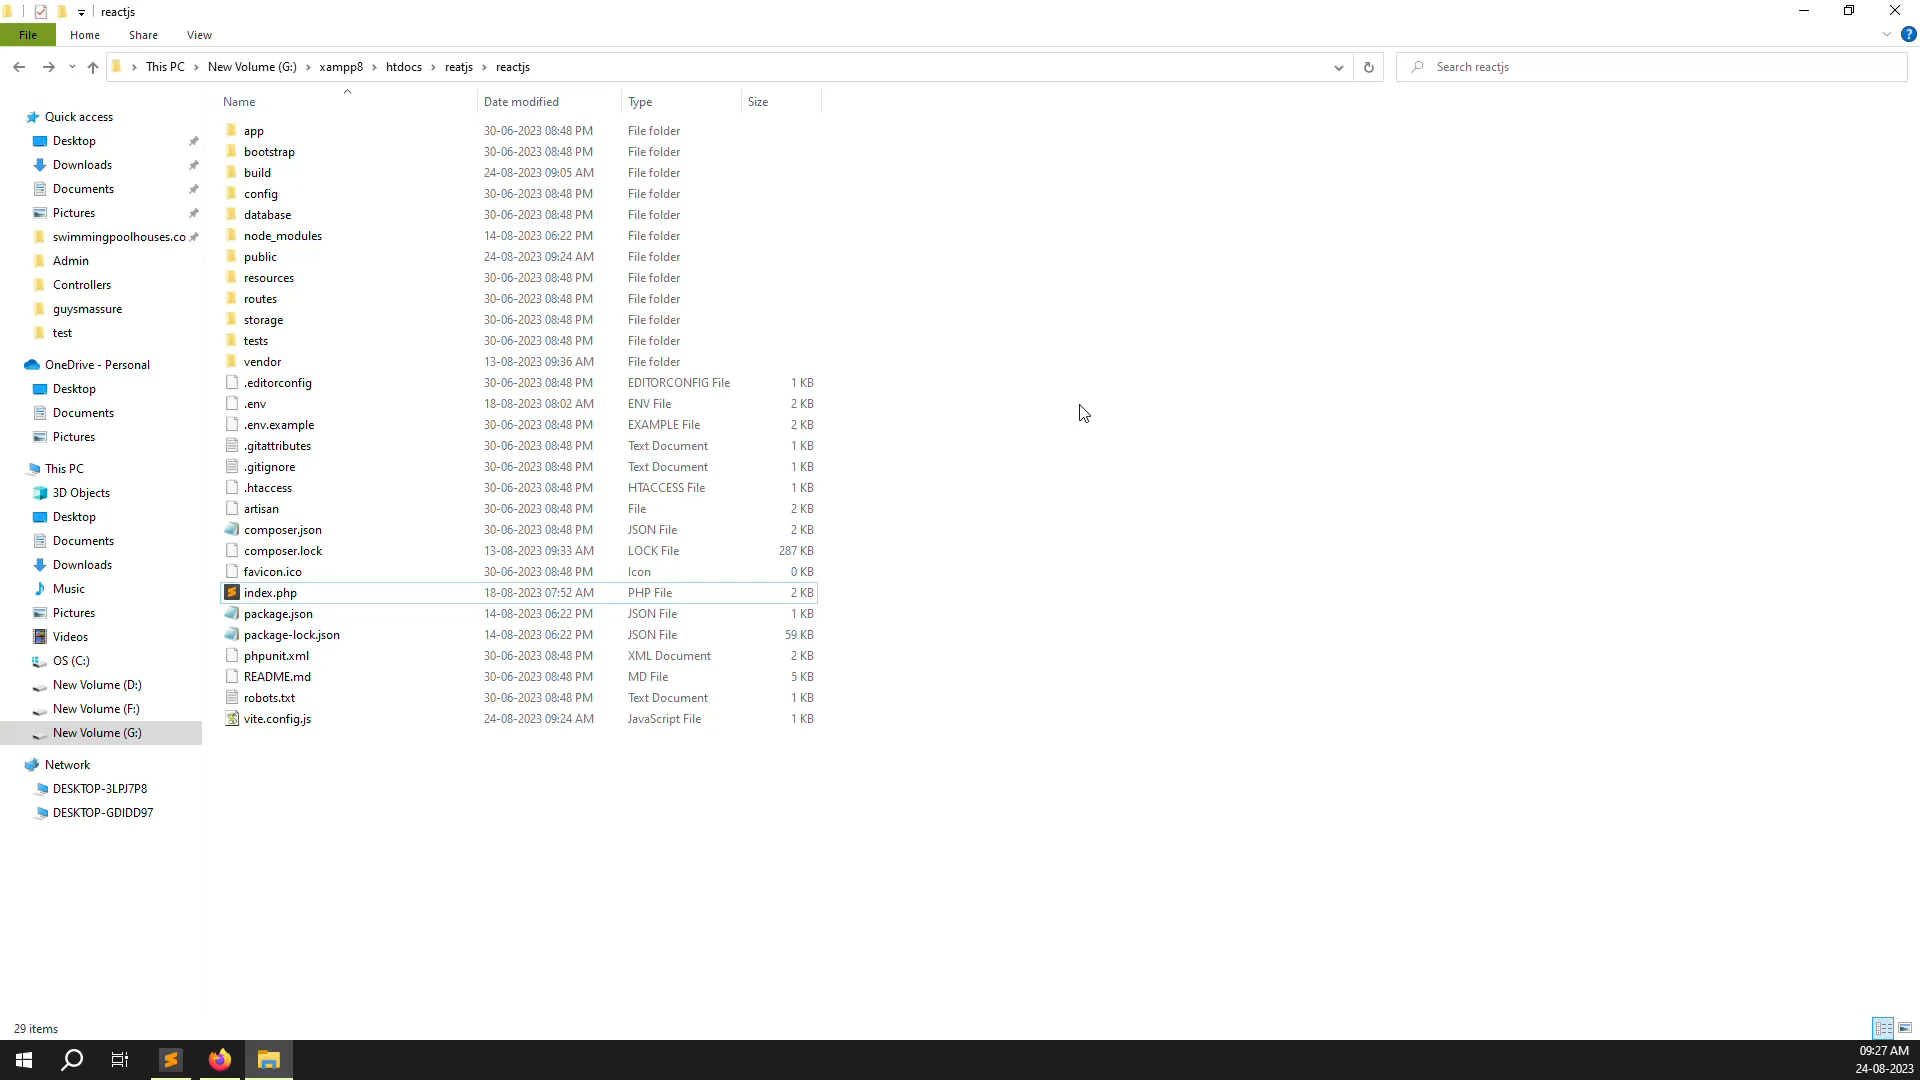 reactjs
File Home Share View
This PC New Volume (G:) xampp8 htdocs reatjs reactjs
Search reactjs
Name Date modified Type Size
Quick access
Desktop
Downloads
Documents
Pictures
swimmingpoolhouses.co
Admin
Controllers
guysmassure
test
OneDrive - Personal
Desktop
Documents
Pictures
This PC
3D Objects
Desktop
Documents
Downloads
Music
Pictures
Videos
OS (C:)
New Volume (D:)
New Volume (F:)
New Volume (G:)
Network
DESKTOP-3LPJ7P8
DESKTOP-GDIDD97
app 30-06-2023 08:48 PM File folder
bootstrap 30-06-2023 08:48 PM File folder
build 24-08-2023 09:05 AM File folder
config 30-06-2023 08:48 PM File folder
database 30-06-2023 08:48 PM File folder
node_modules 14-08-2023 06:22 PM File folder
public 24-08-2023 09:24 AM File folder
resources 30-06-2023 08:48 PM File folder
routes 30-06-2023 08:48 PM File folder
storage 30-06-2023 08:48 PM File folder
tests 30-06-2023 08:48 PM File folder
vendor 13-08-2023 09:36 AM File folder
.editorconfig 30-06-2023 08:48 PM EDITORCONFIG File 1 KB
.env 18-08-2023 08:02 AM ENV File 2 KB
.env.example 30-06-2023 08:48 PM EXAMPLE File 2 KB
.gitattributes 30-06-2023 08:48 PM Text Document 1 KB
.gitignore 30-06-2023 08:48 PM Text Document 1 KB
.htaccess 30-06-2023 08:48 PM HTACCESS File 1 KB
artisan 30-06-2023 08:48 PM File 2 KB
composer.json 30-06-2023 08:48 PM JSON File 2 KB
composer.lock 13-08-2023 09:33 AM LOCK File 287 KB
favicon.ico 30-06-2023 08:48 PM Icon 0 KB
index.php 18-08-2023 07:52 AM PHP File 2 KB
package.json 14-08-2023 06:22 PM JSON File 1 KB
package-lock.json 14-08-2023 06:22 PM JSON File 59 KB
phpunit.xml 30-06-2023 08:48 PM XML Document 2 KB
README.md 30-06-2023 08:48 PM MD File 5 KB
robots.txt 30-06-2023 08:48 PM Text Document 1 KB
vite.config.js 24-08-2023 09:24 AM JavaScript File 1 KB
29 items
09:27 AM
24-08-2023